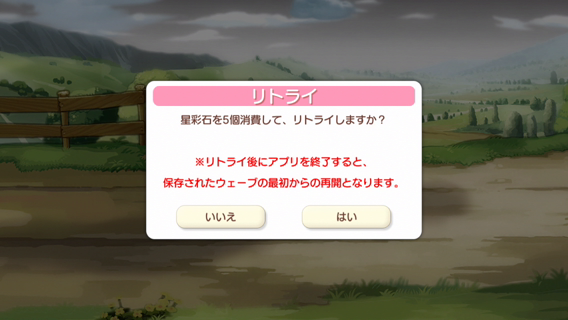 リトライ
星彩石を5個消費して、リトライしますか？
※リトライ後にアプリを終了すると、
保存されたウェーブの最初からの再開となります。
いいえ
はい